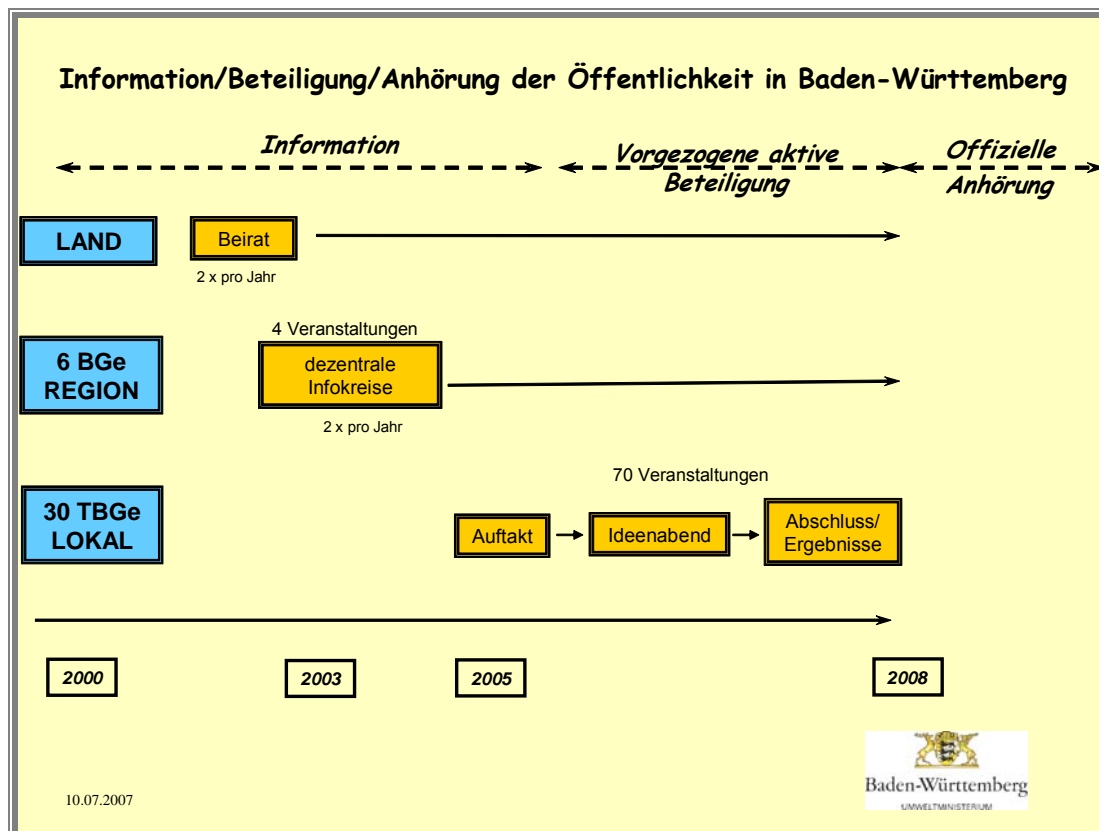 Information/Beteiligung/Anhörung der Öffentlichkeit in Baden-Württemberg
Information
Vorgezogene aktive
Beteiligung
Offizielle
Anhörung
LAND
Beirat
2 x pro Jahr
6 BGe
REGION
4 Veranstaltungen
dezentrale
Infokreise
2 x pro Jahr
30 TBGe
LOKAL
70 Veranstaltungen
Auftakt
Ideenabend
Abschluss/
Ergebnisse
2000
2003
2005
2008
10.07.2007
Baden-Württemberg
UMWELTMINISTERIUM